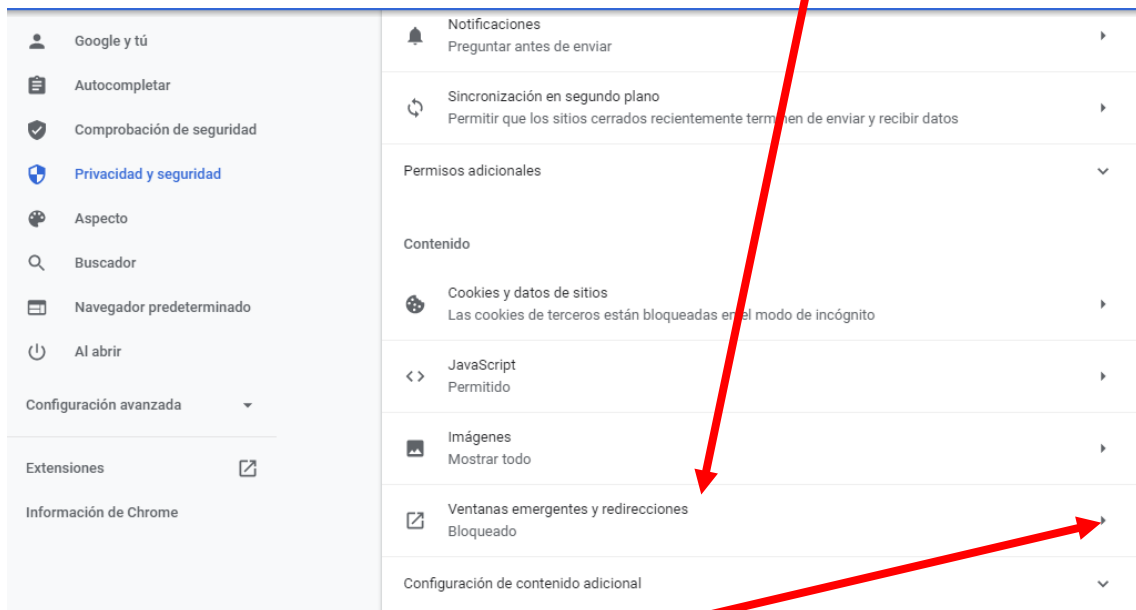 Google y tú
Autocompletar
Comprobación de seguridad
Privacidad y seguridad
Aspecto
Buscador
Navegador predeterminado
Al abrir
Configuración avanzada
Extensiones
Información de Chrome
Notificaciones
Preguntar antes de enviar
Sincronización en segundo plano
Permitir que los sitios cerrados recientemente terminen de enviar y recibir datos
Permisos adicionales
Contenido
Cookies y datos de sitios
Las cookies de terceros están bloqueadas en el modo de incógnito
JavaScript
Permitido
Imágenes
Mostrar todo
Ventanas emergentes y redirecciones
Bloqueado
Configuración de contenido adicional